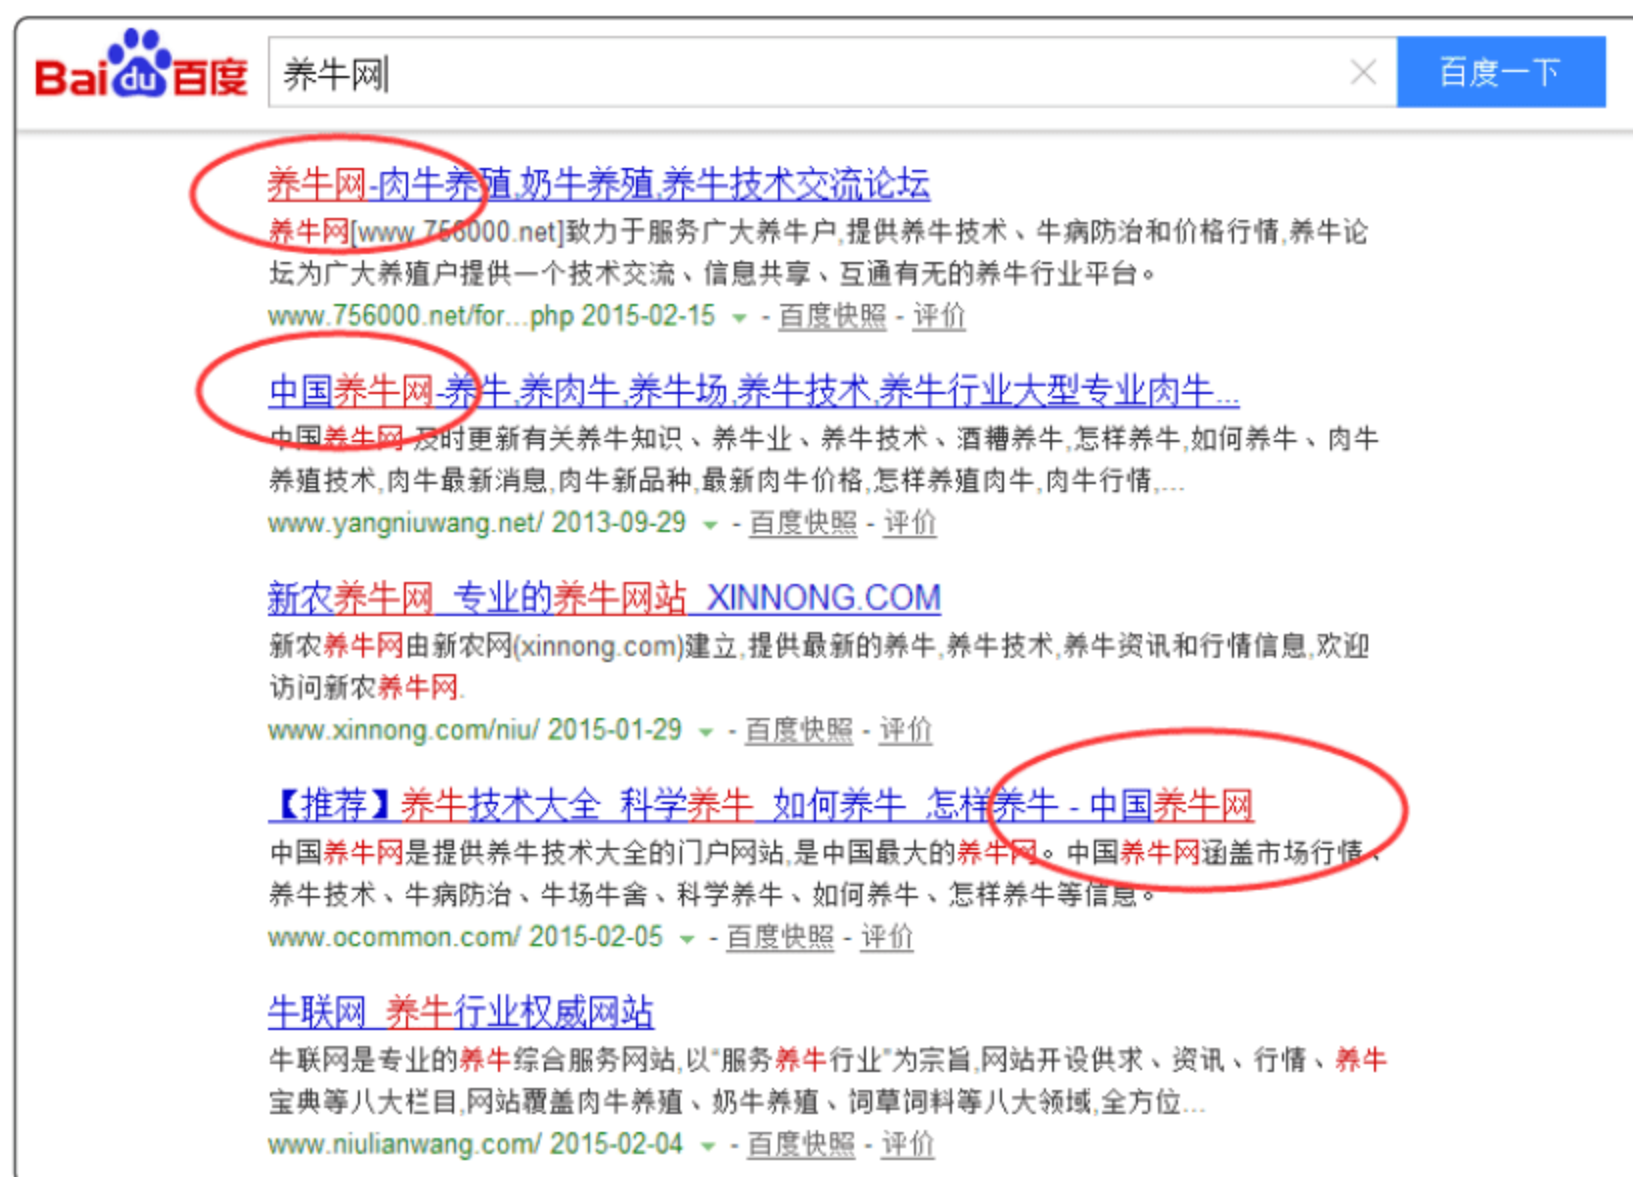 Baidu百度 养牛网 百度一下
养牛网-肉牛养殖,奶牛养殖,养牛技术交流论坛
养牛网[www.756000.net]致力于服务广大养牛户,提供养牛技术、牛病防治和价格行情,养牛论
坛为广大养殖户提供一个技术交流、信息共享、互通有无的养牛行业平台。
www.756000.net/for...php 2015-02-15 - 百度快照 - 评价
中国养牛网-养牛,养肉牛,养牛场,养牛技术,养牛行业大型专业肉牛...
中国养牛网-及时更新有关养牛知识、养牛业、养牛技术、酒糟养牛,怎样养牛,如何养牛、肉牛
养殖技术,肉牛最新消息,肉牛新品种,最新肉牛价格,怎样养殖肉牛,肉牛行情,...
www.yangniuwang.net/ 2013-09-29 - 百度快照 - 评价
新农养牛网_专业的养牛网站_XINNONG.COM
新农养牛网由新农网(xinnong.com)建立,提供最新的养牛,养牛技术,养牛资讯和行情信息,欢迎
访问新农养牛网.
www.xinnong.com/niu/ 2015-01-29 - 百度快照 - 评价
【推荐】养牛技术大全_科学养牛_如何养牛_怎样养牛 - 中国养牛网
中国养牛网是提供养牛技术大全的门户网站,是中国最大的养牛网。中国养牛网涵盖市场行情、
养牛技术、牛病防治、牛场牛舍、科学养牛、如何养牛、怎样养牛等信息。
www.ocommon.com/ 2015-02-05 - 百度快照 - 评价
牛联网_养牛行业权威网站
牛联网是专业的养牛综合服务网站,以“服务养牛行业”为宗旨,网站开设供求、资讯、行情、养牛
宝典等八大栏目,网站覆盖肉牛养殖、奶牛养殖、饲草饲料等八大领域,全方位...
www.niulianwang.com/ 2015-02-04 - 百度快照 - 评价